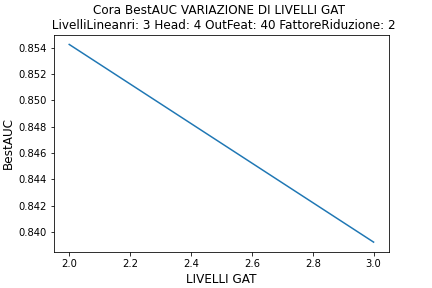 Cora BestAUC VARIAZIONE DI LIVELLI GAT
LivelliLineanri: 3 Head: 4 OutFeat: 40 FattoreRiduzione: 2
0.854
0.852
0.850
0.848
0.846
0.844
0.842
0.840
BestAUC
2.0 2.2 2.4 2.6 2.8 3.0
LIVELLI GAT